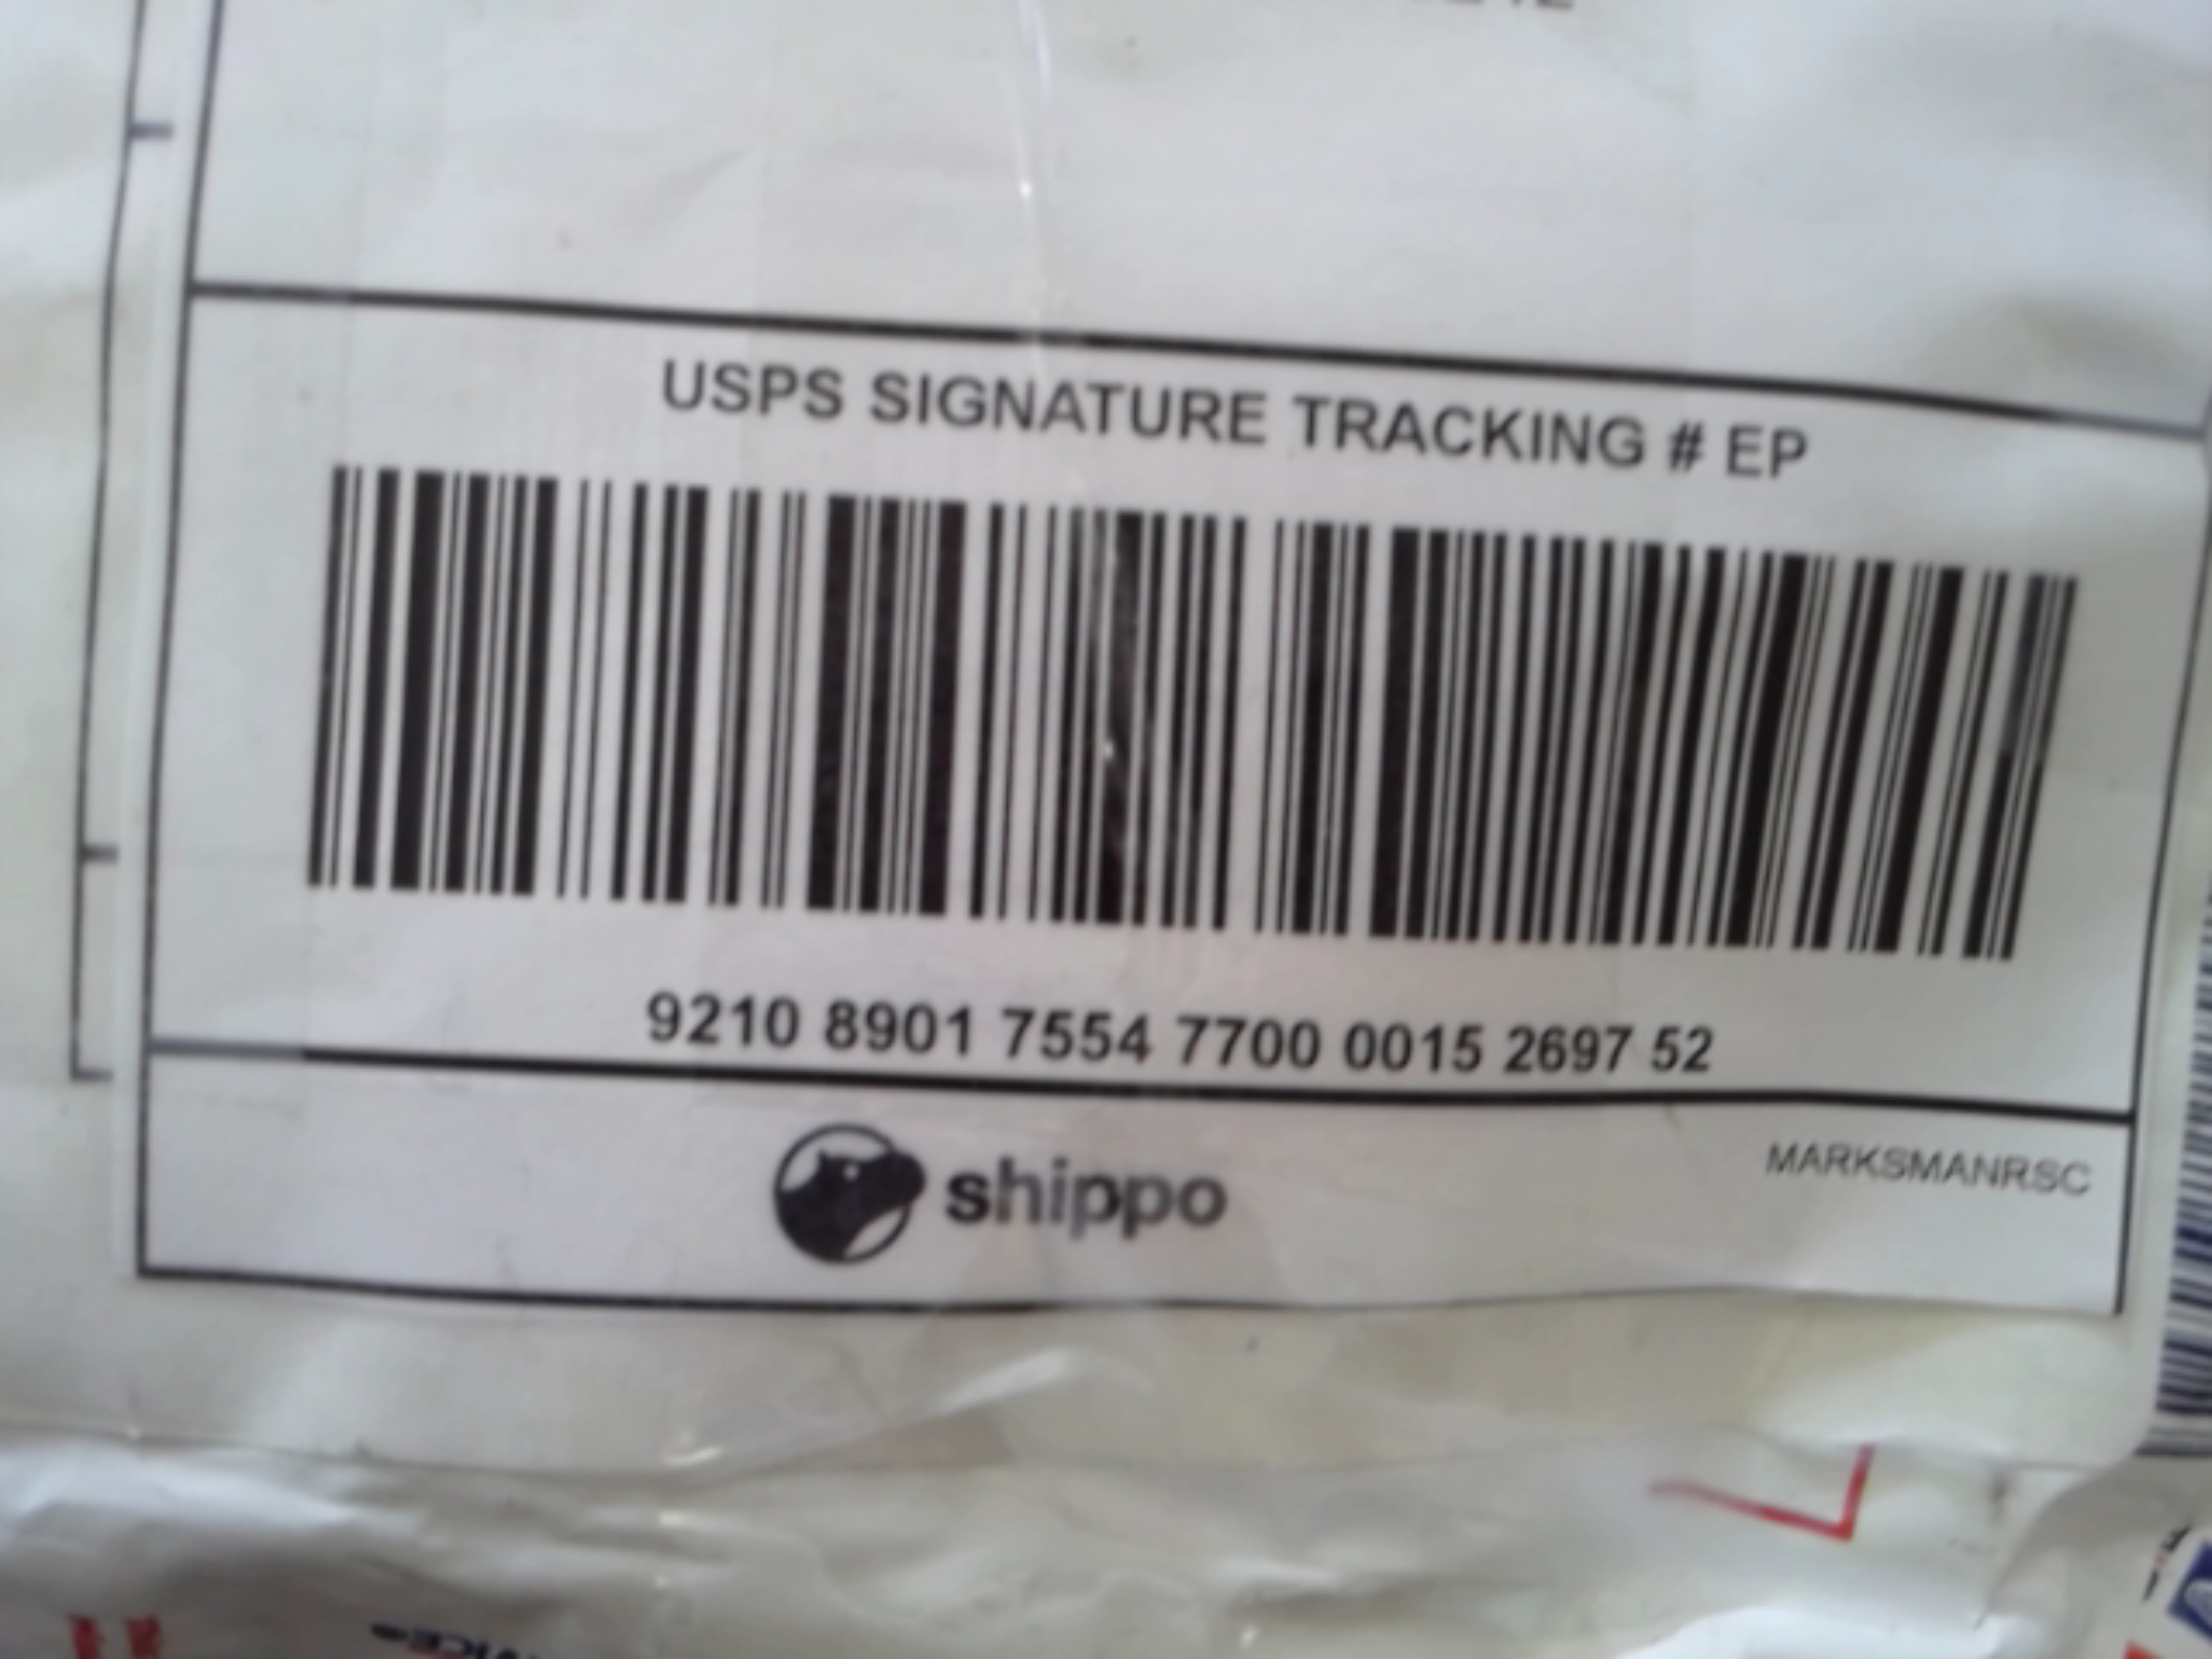 USPS SIGNATURE TRACKING # EP
9210 8901 7554 7700 0015 2697 52
shippo
MARKSMANRSC